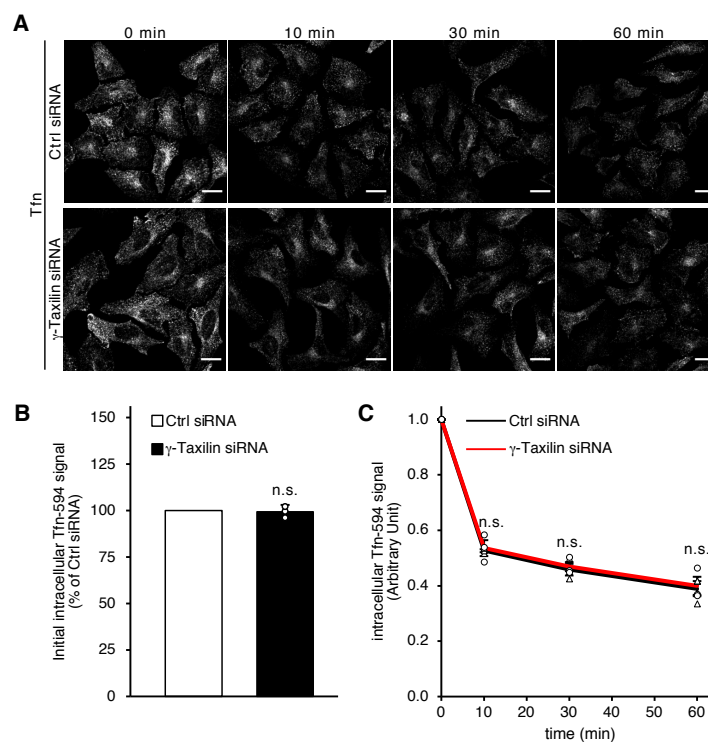 A
0 min
10 min
30 min
60 min
Tfn
Ctrl siRNA
γ-Taxilin siRNA
B
Initial intracellular Tfn-594 signal
(% of Ctrl siRNA)
150
125
100
75
50
25
0
Ctrl siRNA
γ-Taxilin siRNA
n.s.
C
intracellular Tfn-594 signal
(Arbitrary Unit)
1.0
0.8
0.6
0.4
0.2
0.0
Ctrl siRNA
γ-Taxilin siRNA
n.s.
n.s.
n.s.
0
10
20
30
40
50
60
time (min)